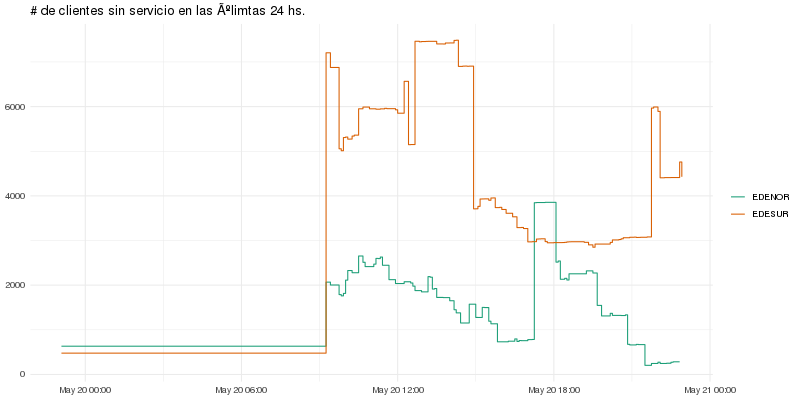 # de clientes sin servicio en las Ãºlimtas 24 hs.
6000
4000
2000
0
May 20 00:00
May 20 06:00
May 20 12:00
May 20 18:00
May 21 00:00
EDENOR
EDESUR